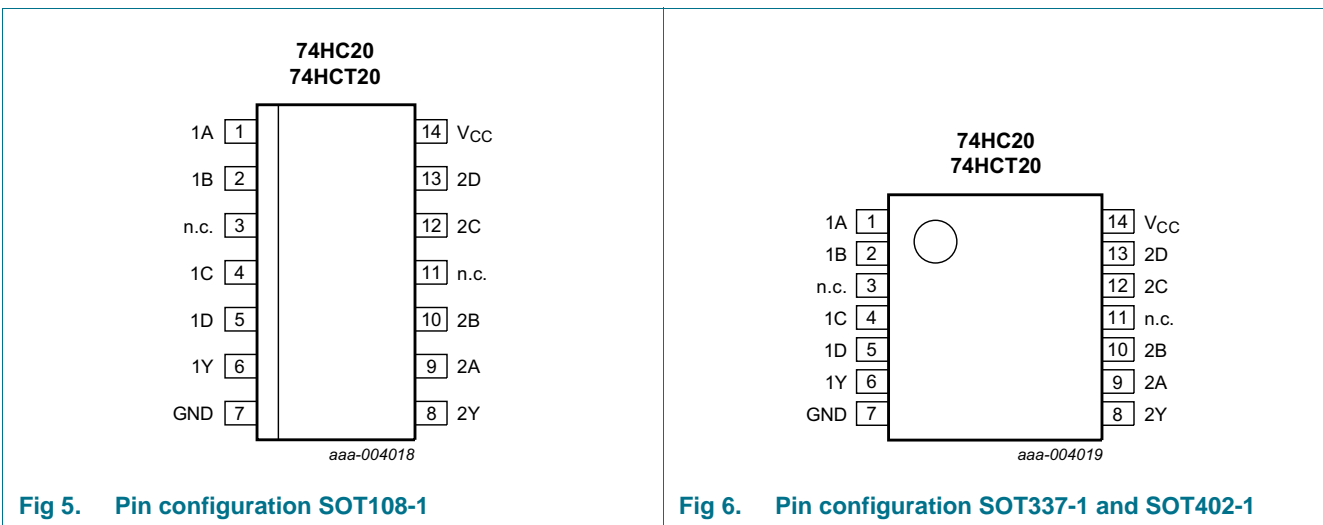 74HC20
74HCT20
1A 1 14 VCC
1B 2 13 2D
n.c. 3 12 2C
1C 4 11 n.c.
1D 5 10 2B
1Y 6 9 2A
GND 7 8 2Y
aaa-004018
Fig 5. Pin configuration SOT108-1
74HC20
74HCT20
1A 1 14 VCC
1B 2 13 2D
n.c. 3 12 2C
1C 4 11 n.c.
1D 5 10 2B
1Y 6 9 2A
GND 7 8 2Y
aaa-004019
Fig 6. Pin configuration SOT337-1 and SOT402-1